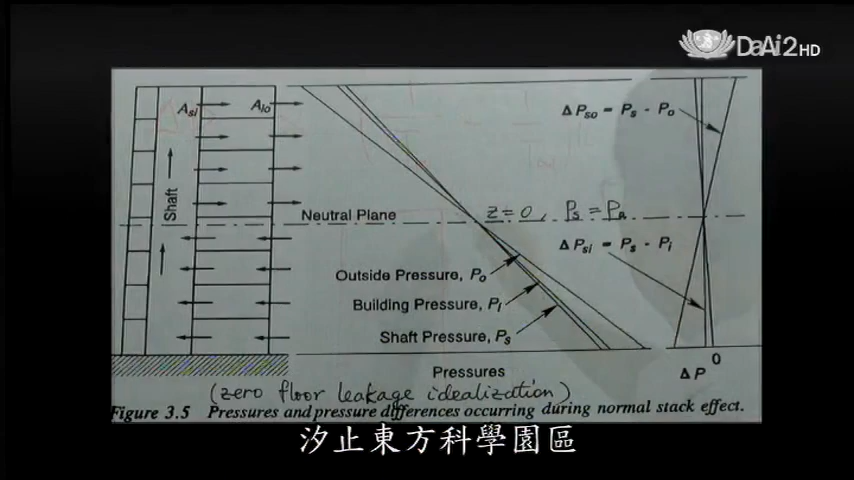 DaAi2HD
Asi
Aio
ΔPso = Ps - Po
Shaft
Neutral Plane
z=0, Ps=PR
ΔPsi = Ps - Pi
Outside Pressure, Po
Building Pressure, Pi
Shaft Pressure, Ps
0
Pressures
ΔP
(zero floor leakage idealization)
Figure 3.5 Pressures and pressure differences occurring during normal stack effect.
汐止東方科學園區